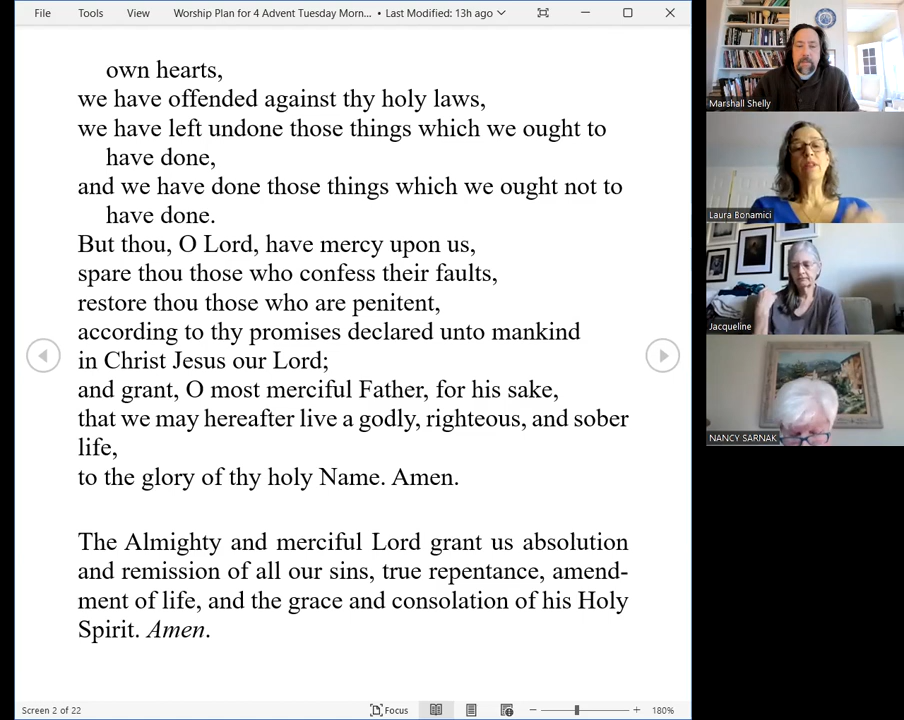 File Tools View Worship Plan for 4 Advent Tuesday Morn... • Last Modified: 13h ago
own hearts,
we have offended against thy holy laws,
we have left undone those things which we ought to
have done,
and we have done those things which we ought not to
have done.
But thou, O Lord, have mercy upon us,
spare thou those who confess their faults,
restore thou those who are penitent,
according to thy promises declared unto mankind
in Christ Jesus our Lord;
and grant, O most merciful Father, for his sake,
that we may hereafter live a godly, righteous, and sober
life,
to the glory of thy holy Name. Amen.
The Almighty and merciful Lord grant us absolution
and remission of all our sins, true repentance, amend-
ment of life, and the grace and consolation of his Holy
Spirit. Amen.
Screen 2 of 22 Focus 180%
Marshall Shelly
Laura Bonamici
Jacqueline
NANCY SARNAK